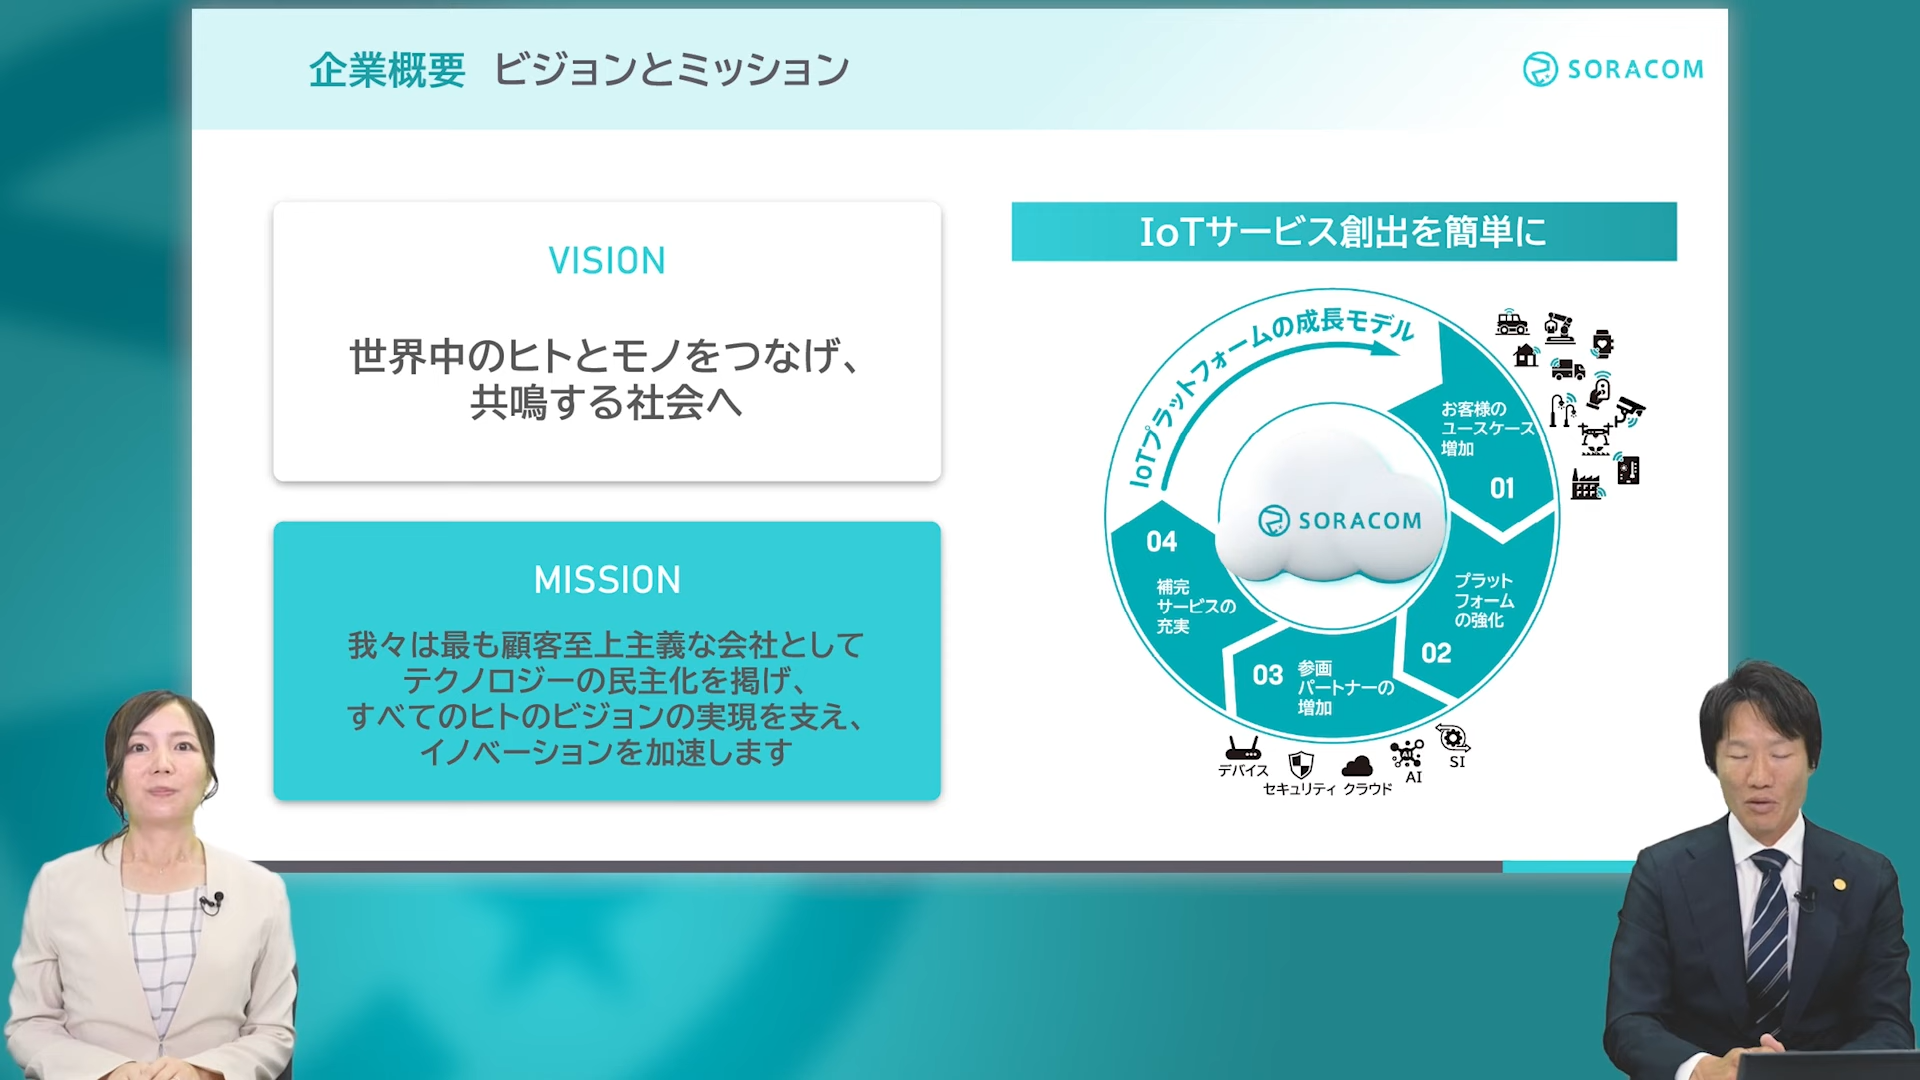 企業概要 ビジョンとミッション
SORACOM
VISION
世界中のヒトとモノをつなげ、
共鳴する社会へ
MISSION
我々は最も顧客至上主義な会社として
テクノロジーの民主化を掲げ、
すべてのヒトのビジョンの実現を支え、
イノベーションを加速します
IoTサービス創出を簡単に
IoTプラットフォームの成長モデル
お客様の
ユースケース
増加
01
プラット
フォーム
の強化
02
03
参画
パートナーの
増加
04
補完
サービスの
充実
SORACOM
デバイス
セキュリティ
クラウド
AI
AI
SI